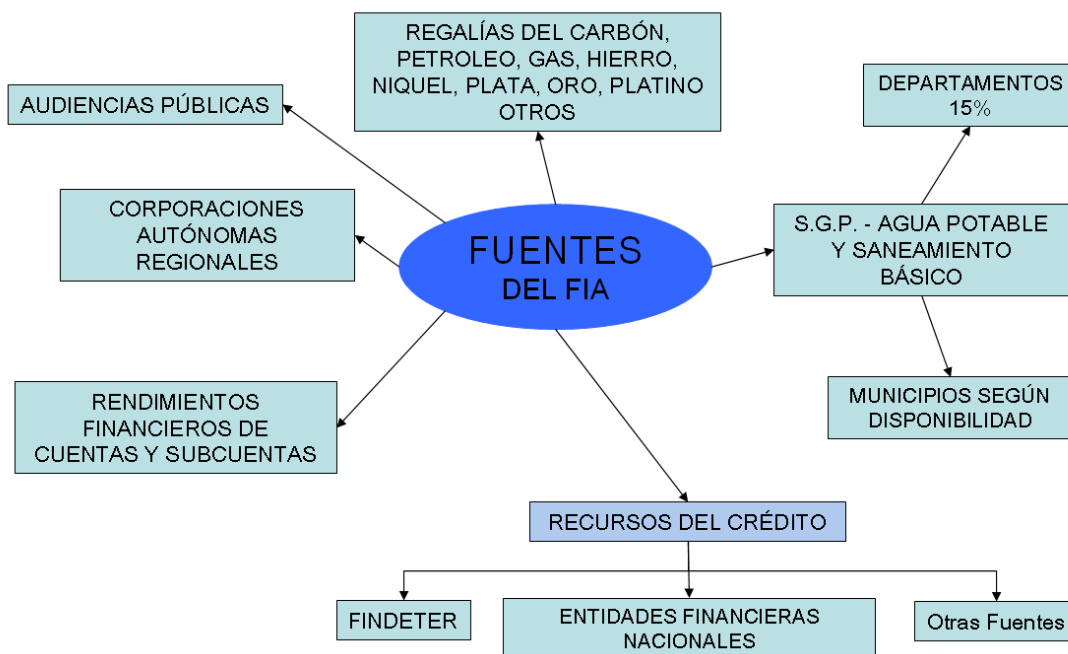 REGALÍAS DEL CARBÓN,
PETROLEO, GAS, HIERRO,
NIQUEL, PLATA, ORO, PLATINO
OTROS
AUDIENCIAS PÚBLICAS
DEPARTAMENTOS
15%
CORPORACIONES
AUTÓNOMAS
REGIONALES
FUENTES
DEL FIA
S.G.P. - AGUA POTABLE
Y SANEAMIENTO
BÁSICO
RENDIMIENTOS
FINANCIEROS DE
CUENTAS Y SUBCUENTAS
MUNICIPIOS SEGÚN
DISPONIBILIDAD
RECURSOS DEL CRÉDITO
FINDETER
ENTIDADES FINANCIERAS
NACIONALES
Otras Fuentes